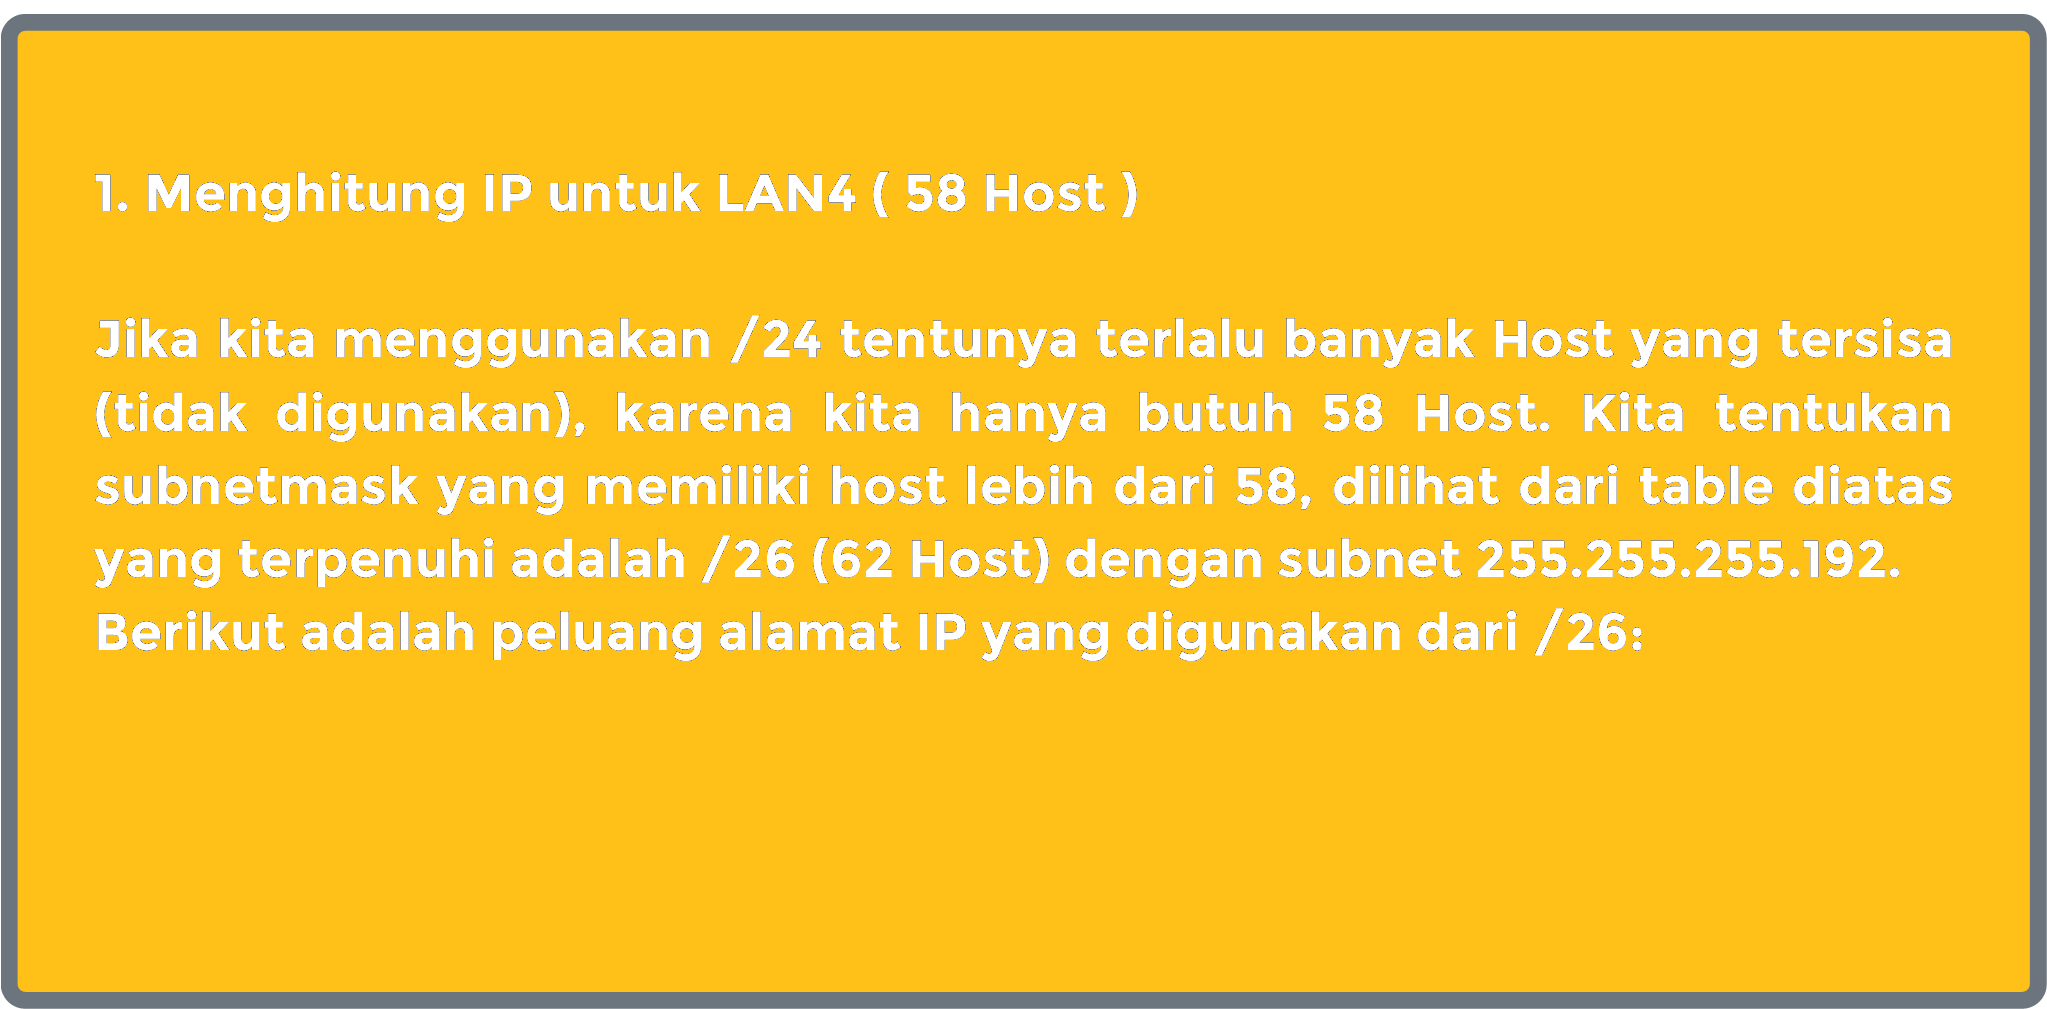 1. Menghitung IP untuk LAN4 ( 58 Host )
Jika kita menggunakan /24 tentunya terlalu banyak Host yang tersisa
(tidak digunakan), karena kita hanya butuh 58 Host. Kita tentukan
subnetmask yang memiliki host lebih dari 58, dilihat dari table diatas
yang terpenuhi adalah /26 (62 Host) dengan subnet 255.255.255.192.
Berikut adalah peluang alamat IP yang digunakan dari /26: